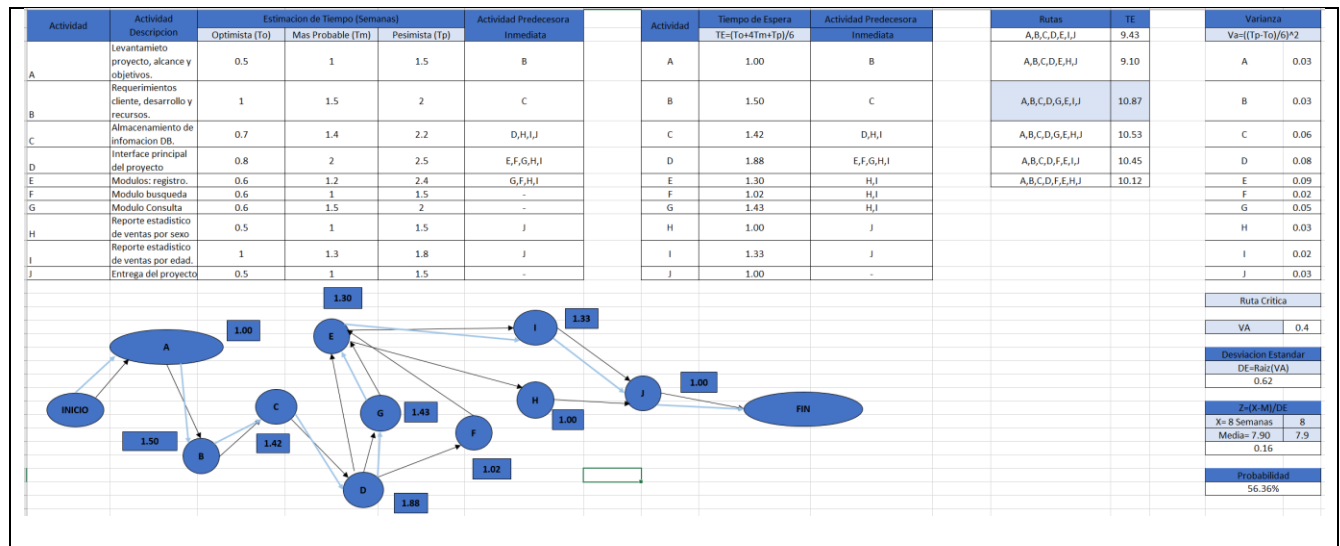 Actividad
Actividad Descripcion
Estimacion de Tiempo (Semanas)
Actividad Predecesora
Optimista (To) Mas Probable (Tm) Pesimista (Tp) Inmediata
A Levantamieto proyecto, alcance y objetivos. 0.5 1 1.5 B
B Requerimientos cliente, desarrollo y recursos. 1 1.5 2 C
C Almacenamiento de infomacion DB. 0.7 1.4 2.2 D,H,I,J
D Interface principal del proyecto 0.8 2 2.5 E,F,G,H,I
E Modulos: registro. 0.6 1.2 2.4 G,F,H,I
F Modulo busqueda 0.6 1 1.5 -
G Modulo Consulta 0.6 1.5 2 -
H Reporte estadistico de ventas por sexo 0.5 1 1.5 J
I Reporte estadistico de ventas por edad. 1 1.3 1.8 J
J Entrega del proyecto 0.5 1 1.5 -
Actividad Tiempo de Espera Actividad Predecesora
TE=(To+4Tm+Tp)/6 Inmediata
A 1.00 B
B 1.50 C
C 1.42 D,H,I
D 1.88 E,F,G,H,I
E 1.30 H,I
F 1.02 H,I
G 1.43 H,I
H 1.00 J
I 1.33 J
J 1.00 -
Rutas TE
A,B,C,D,E,I,J 9.43
A,B,C,D,E,H,J 9.10
A,B,C,D,G,E,I,J 10.87
A,B,C,D,G,E,H,J 10.53
A,B,C,D,F,E,I,J 10.45
A,B,C,D,F,E,H,J 10.12
Varianza
Va=((Tp-To)/6)^2
A 0.03
B 0.03
C 0.06
D 0.08
E 0.09
F 0.02
G 0.05
H 0.03
I 0.02
J 0.03
Ruta Critica
VA 0.4
Desviacion Estandar
DE=Raiz(VA)
0.62
Z=(X-M)/DE
X= 8 Semanas 8
Media= 7.90 7.9
0.16
Probabilidad
56.36%
INICIO
A
1.00
B
1.50
C
1.42
D
1.88
E
1.30
G
1.43
F
1.02
I
1.33
H
1.00
J
1.00
FIN